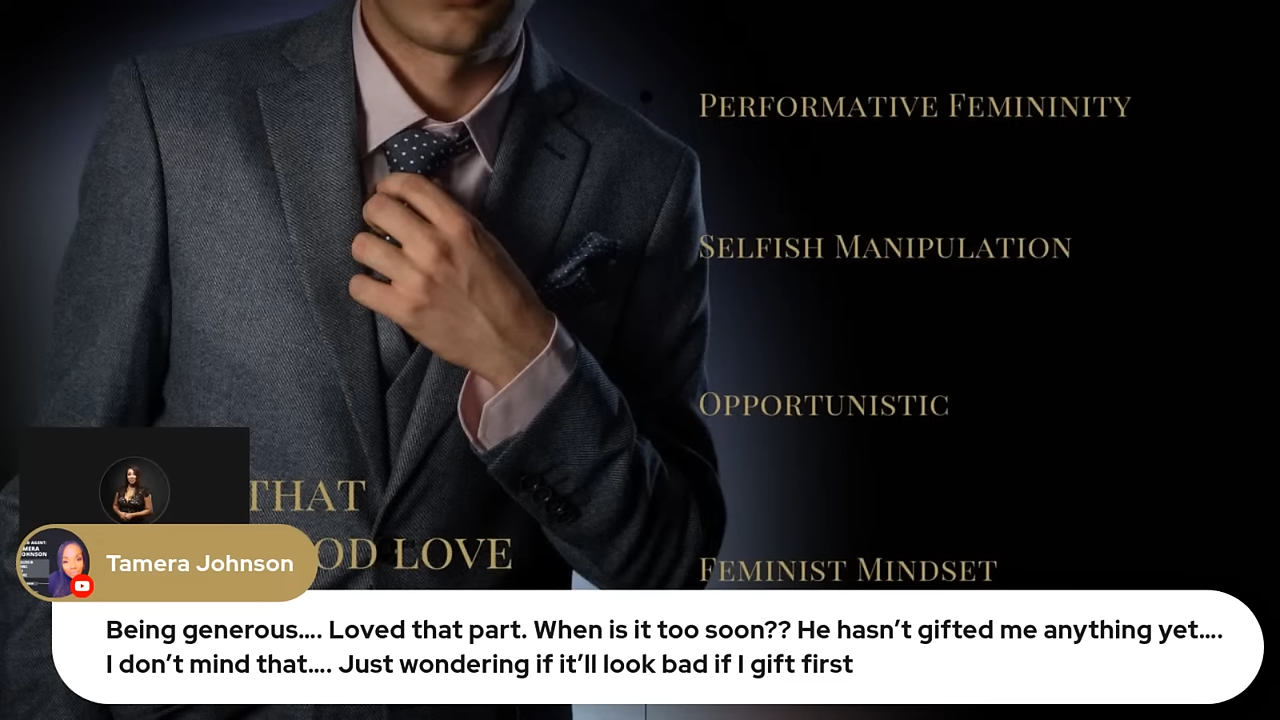 PERFORMATIVE FEMININITY
SELFISH MANIPULATION
OPPORTUNISTIC
THAT
OD LOVE
FEMINIST MINDSET
Tamera Johnson
Being generous.... Loved that part. When is it too soon?? He hasn't gifted me anything yet....
I don't mind that.... Just wondering if it'll look bad if I gift first